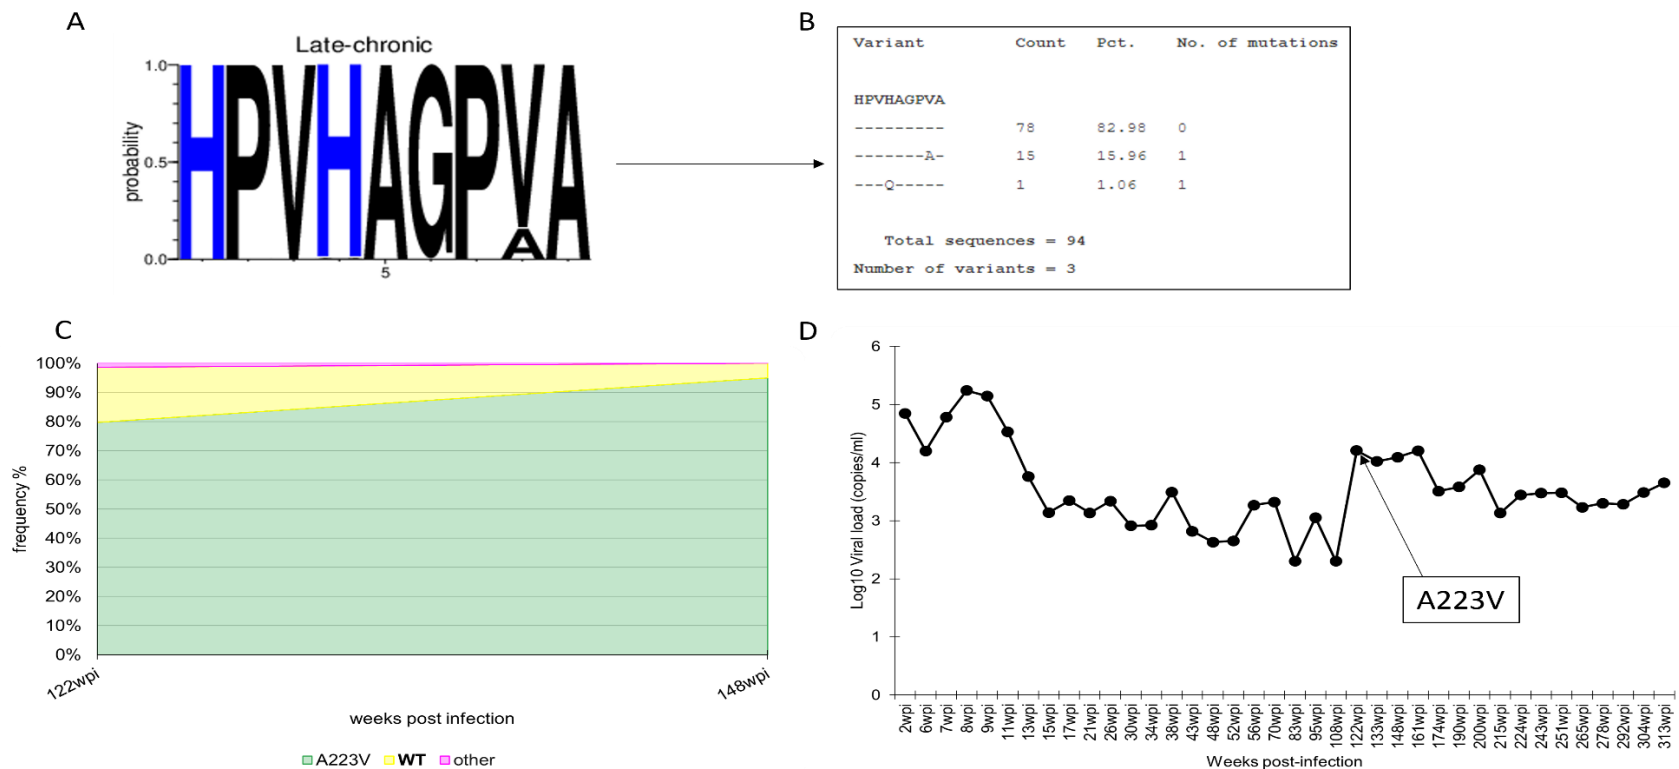 A
Late-chronic
1.0
0.5
0.0
probability
HPVHAGPVA
A
5
B
Variant Count Pct. No. of mutations
HPVHAGPVA
--------- 78 82.98 0
-------A- 15 15.96 1
---Q----- 1 1.06 1
Total sequences = 94
Number of variants = 3
C
100%
90%
80%
70%
60%
50%
40%
30%
20%
10%
0%
frequency %
122wpi
148wpi
weeks post infection
A223V WT other
D
6
5
4
3
2
1
0
Log10 Viral load (copies/ml)
A223V
2wpi
6wpi
7wpi
8wpi
9wpi
11wpi
13wpi
15wpi
17wpi
21wpi
26wpi
30wpi
34wpi
38wpi
43wpi
48wpi
52wpi
56wpi
70wpi
83wpi
95wpi
108wpi
122wpi
133wpi
148wpi
161wpi
174wpi
190wpi
200wpi
215wpi
224wpi
243wpi
251wpi
265wpi
278wpi
292wpi
304wpi
313wpi
Weeks post-infection